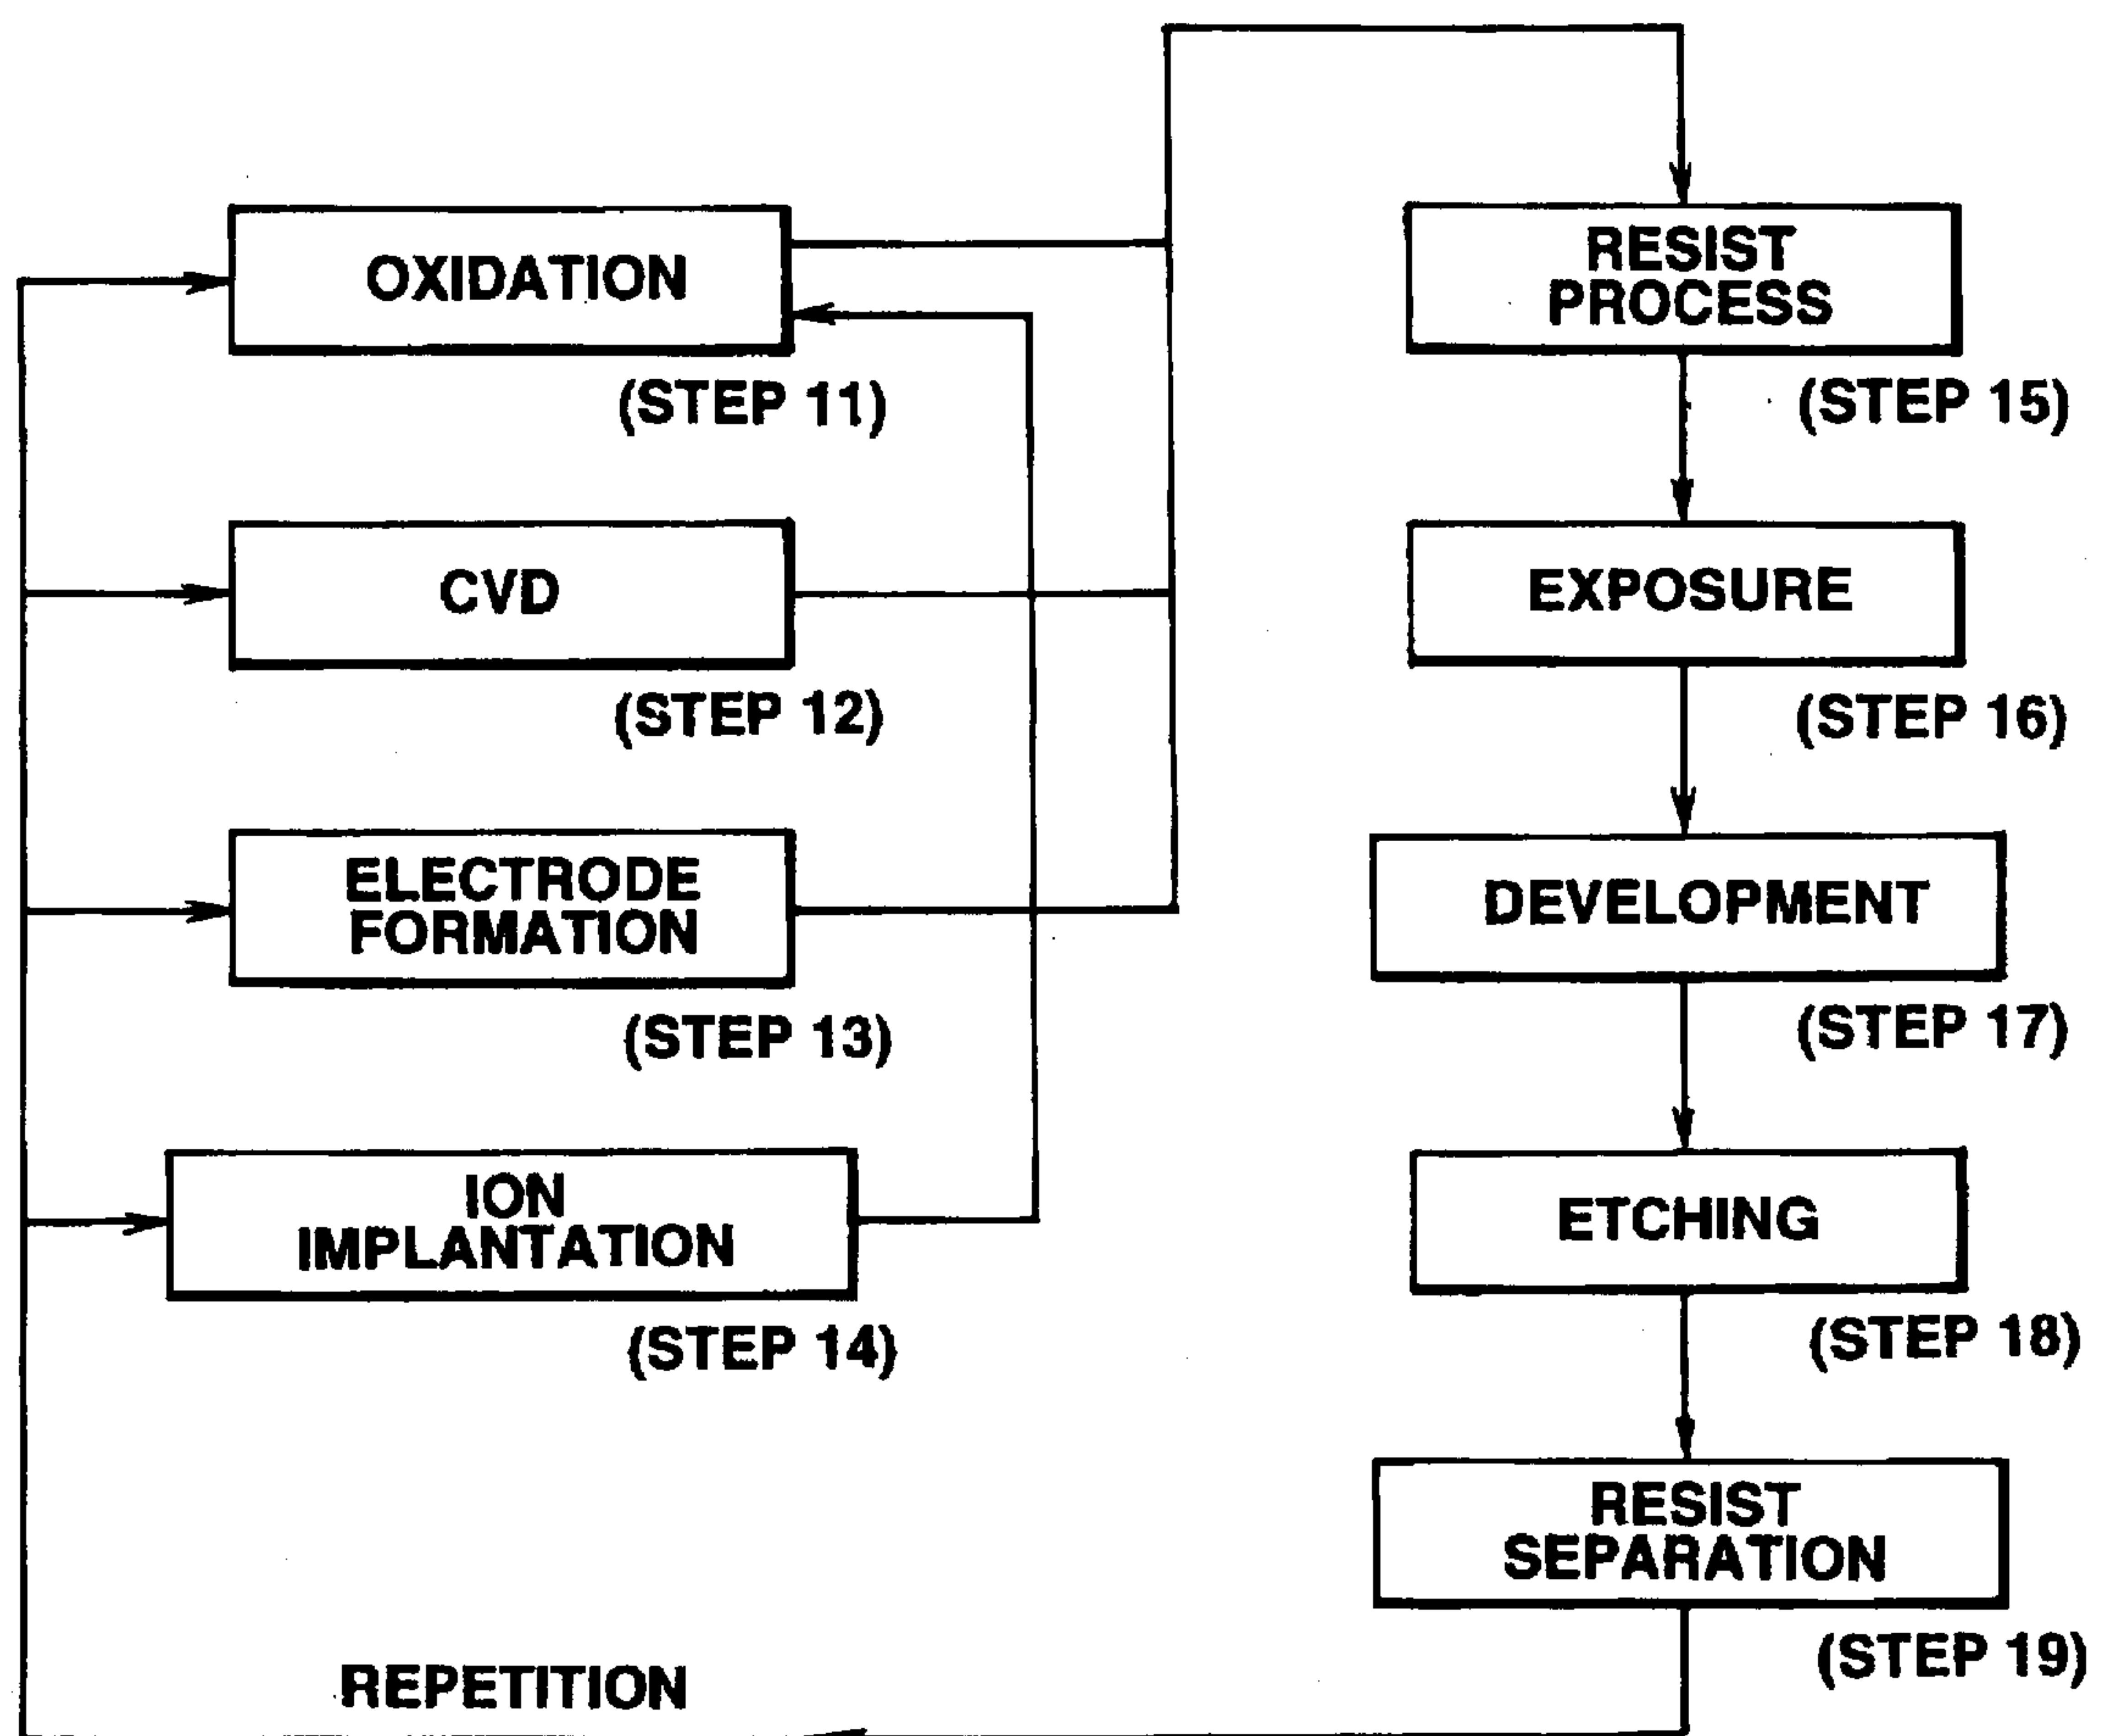 OXIDATION
(STEP 11)
CVD
(STEP 12)
ELECTRODE
FORMATION
(STEP 13)
ION
IMPLANTATION
(STEP 14)
REPETITION
RESIST
PROCESS
(STEP 15)
EXPOSURE
(STEP 16)
DEVELOPMENT
(STEP 17)
ETCHING
(STEP 18)
RESIST
SEPARATION
(STEP 19)